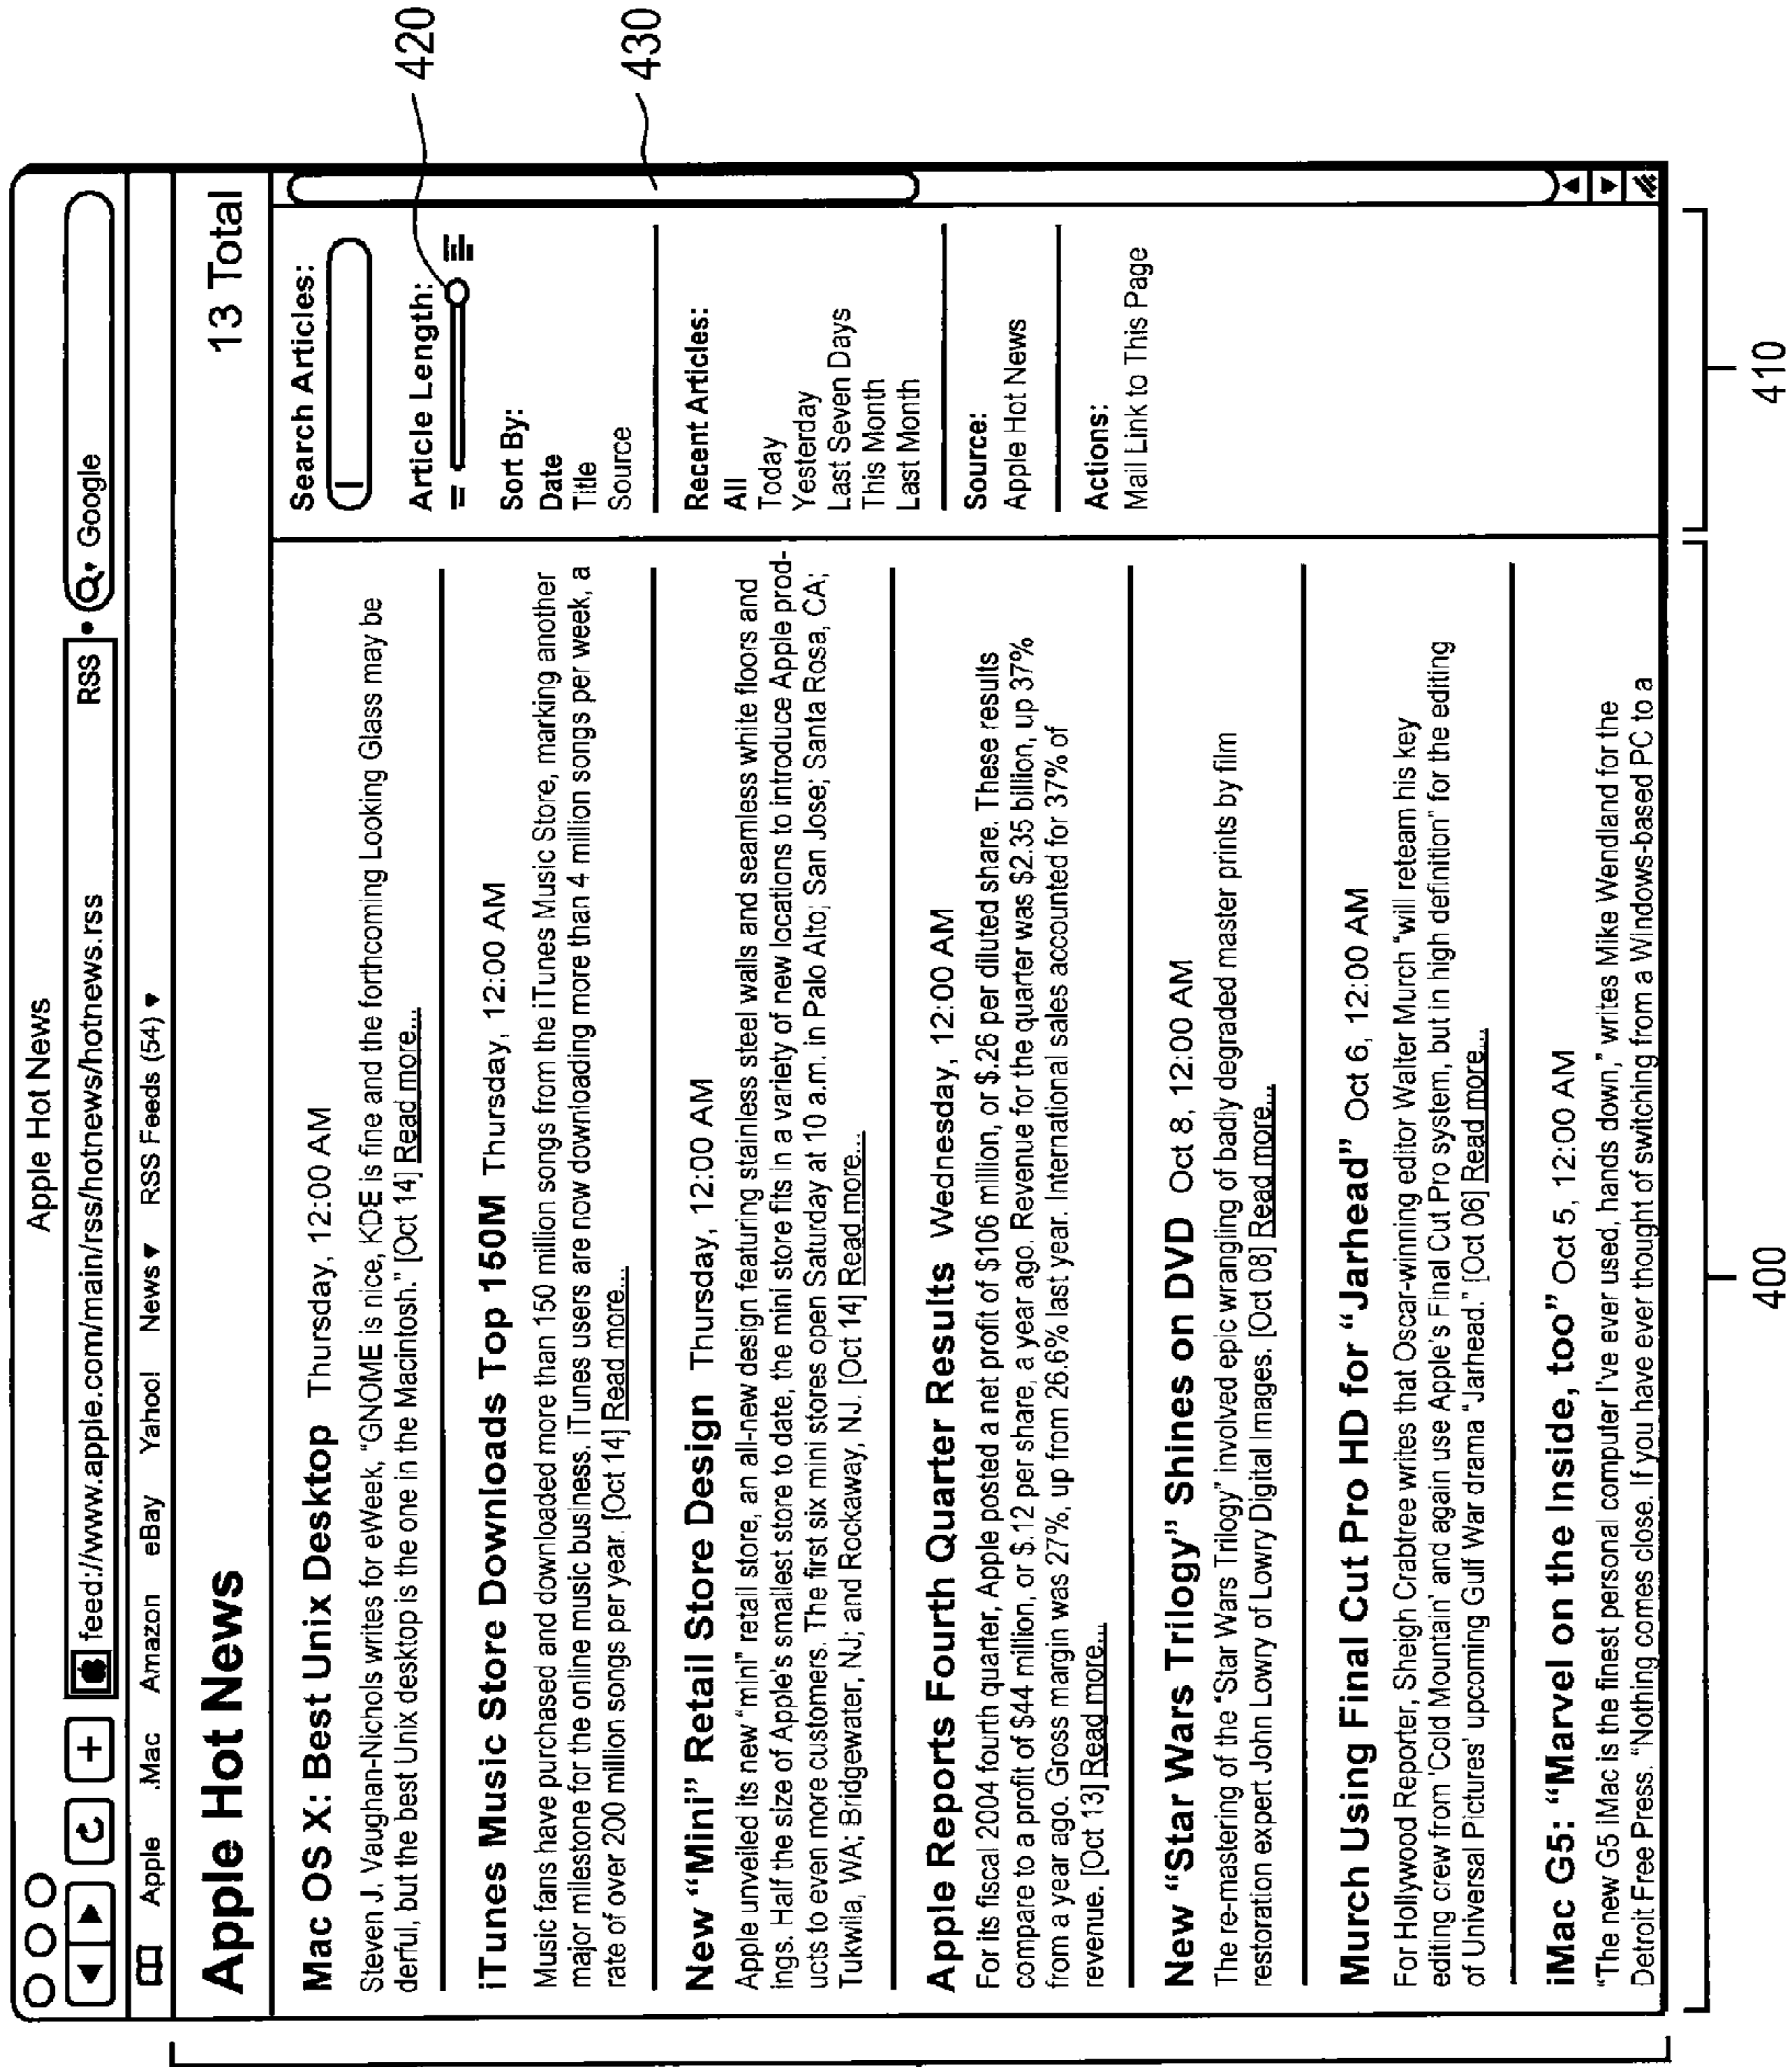 Apple Hot News
feed://www.apple.com/main/rss/hotnews/hotnews.rss RSS Google
Apple .Mac Amazon eBay Yahoo! News▼ RSS Feeds (54)▼
Apple Hot News 13 Total
Mac OS X: Best Unix Desktop Thursday, 12:00 AM
Steven J. Vaughan-Nichols writes for eWeek, “GNOME is nice, KDE is fine and the forthcoming Looking Glass may be
derful, but the best Unix desktop is the one in the Macintosh.” [Oct 14] Read more...
iTunes Music Store Downloads Top 150M Thursday, 12:00 AM
Music fans have purchased and downloaded more than 150 million songs from the iTunes Music Store, marking another
major milestone for the online music business. iTunes users are now downloading more than 4 million songs per week, a
rate of over 200 million songs per year. [Oct 14] Read more...
New “Mini” Retail Store Design Thursday, 12:00 AM
Apple unveiled its new “mini” retail store, an all-new design featuring stainless steel walls and seamless white floors and
ings. Half the size of Apple's smallest store to date, the mini store fits in a variety of new locations to introduce Apple prod-
ucts to even more customers. The first six mini stores open Saturday at 10 a.m. in Palo Alto; San Jose; Santa Rosa, CA;
Tukwila, WA; Bridgewater, NJ; and Rockaway, NJ. [Oct 14] Read more...
Apple Reports Fourth Quarter Results Wednesday, 12:00 AM
For its fiscal 2004 fourth quarter, Apple posted a net profit of $106 million, or $.26 per diluted share. These results
compare to a profit of $44 million, or $.12 per share, a year ago. Revenue for the quarter was $2.35 billion, up 37%
from a year ago. Gross margin was 27%, up from 26.6% last year. International sales accounted for 37% of
revenue. [Oct 13] Read more...
New “Star Wars Trilogy” Shines on DVD Oct 8, 12:00 AM
The re-mastering of the “Star Wars Trilogy” involved epic wrangling of badly degraded master prints by film
restoration expert John Lowry of Lowry Digital Images. [Oct 08] Read more...
Murch Using Final Cut Pro HD for “Jarhead” Oct 6, 12:00 AM
For Hollywood Reporter, Sheigh Crabtree writes that Oscar-winning editor Walter Murch “will reteam his key
editing crew from ‘Cold Mountain’ and again use Apple's Final Cut Pro system, but in high definition” for the editing
of Universal Pictures' upcoming Gulf War drama “Jarhead.” [Oct 06] Read more...
iMac G5: “Marvel on the Inside, too” Oct 5, 12:00 AM
“The new G5 iMac is the finest personal computer I've ever used, hands down,” writes Mike Wendland for the
Detroit Free Press. “Nothing comes close. If you have ever thought of switching from a Windows-based PC to a
Search Articles:
Article Length:
Sort By:
Date
Title
Source
Recent Articles:
All
Today
Yesterday
Last Seven Days
This Month
Last Month
Source:
Apple Hot News
Actions:
Mail Link to This Page
420
430
400
410